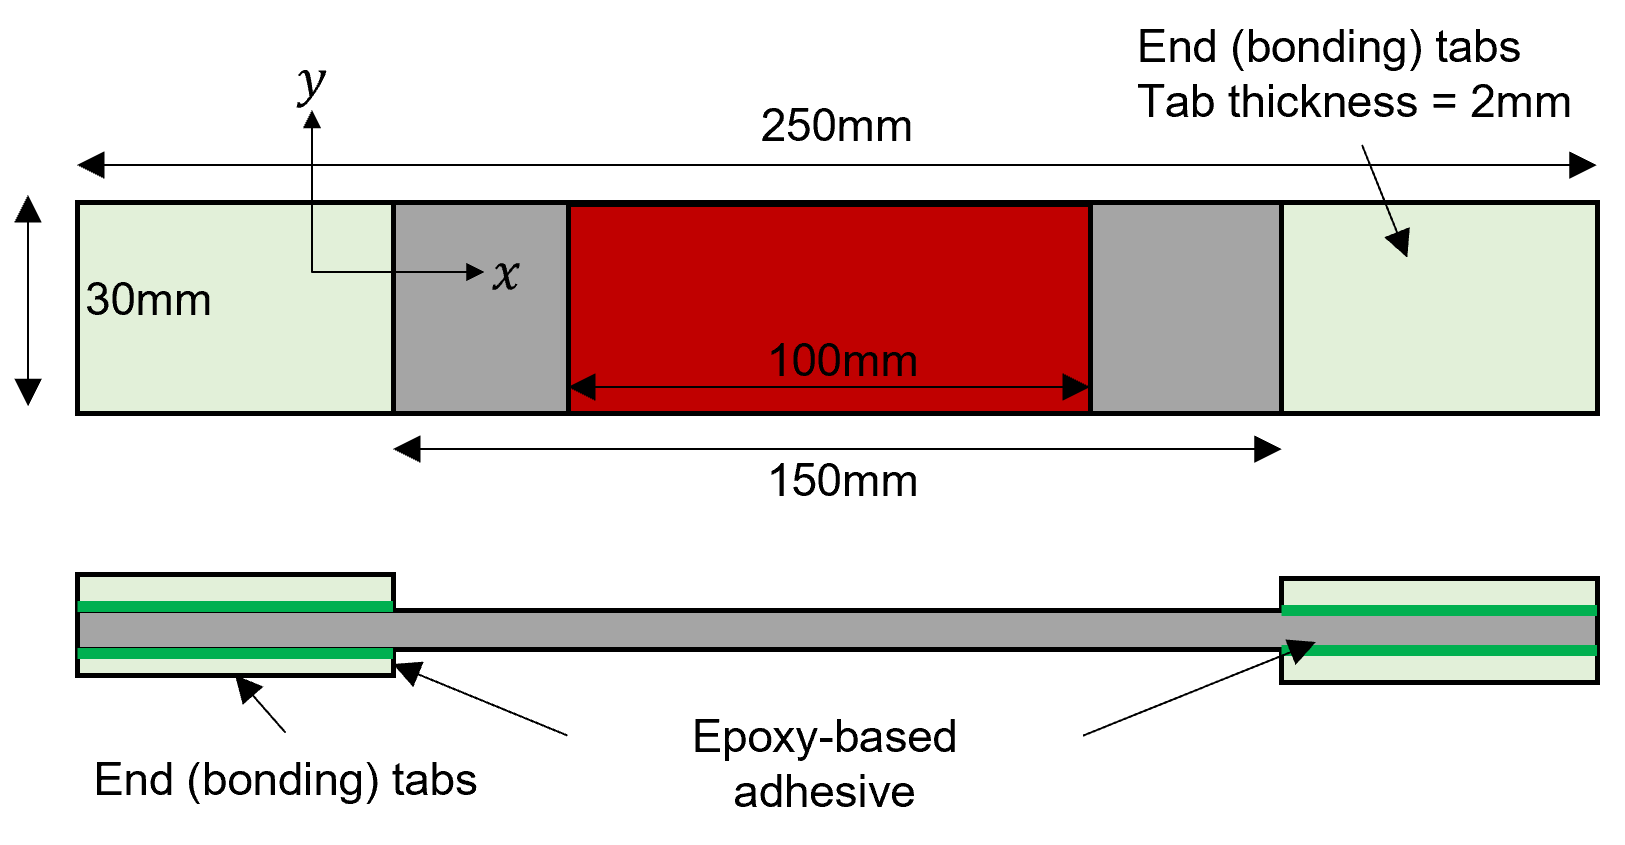 End (bonding) tabs
Tab thickness = 2mm
y
250mm
x
30mm
100mm
150mm
Epoxy-based
adhesive
End (bonding) tabs